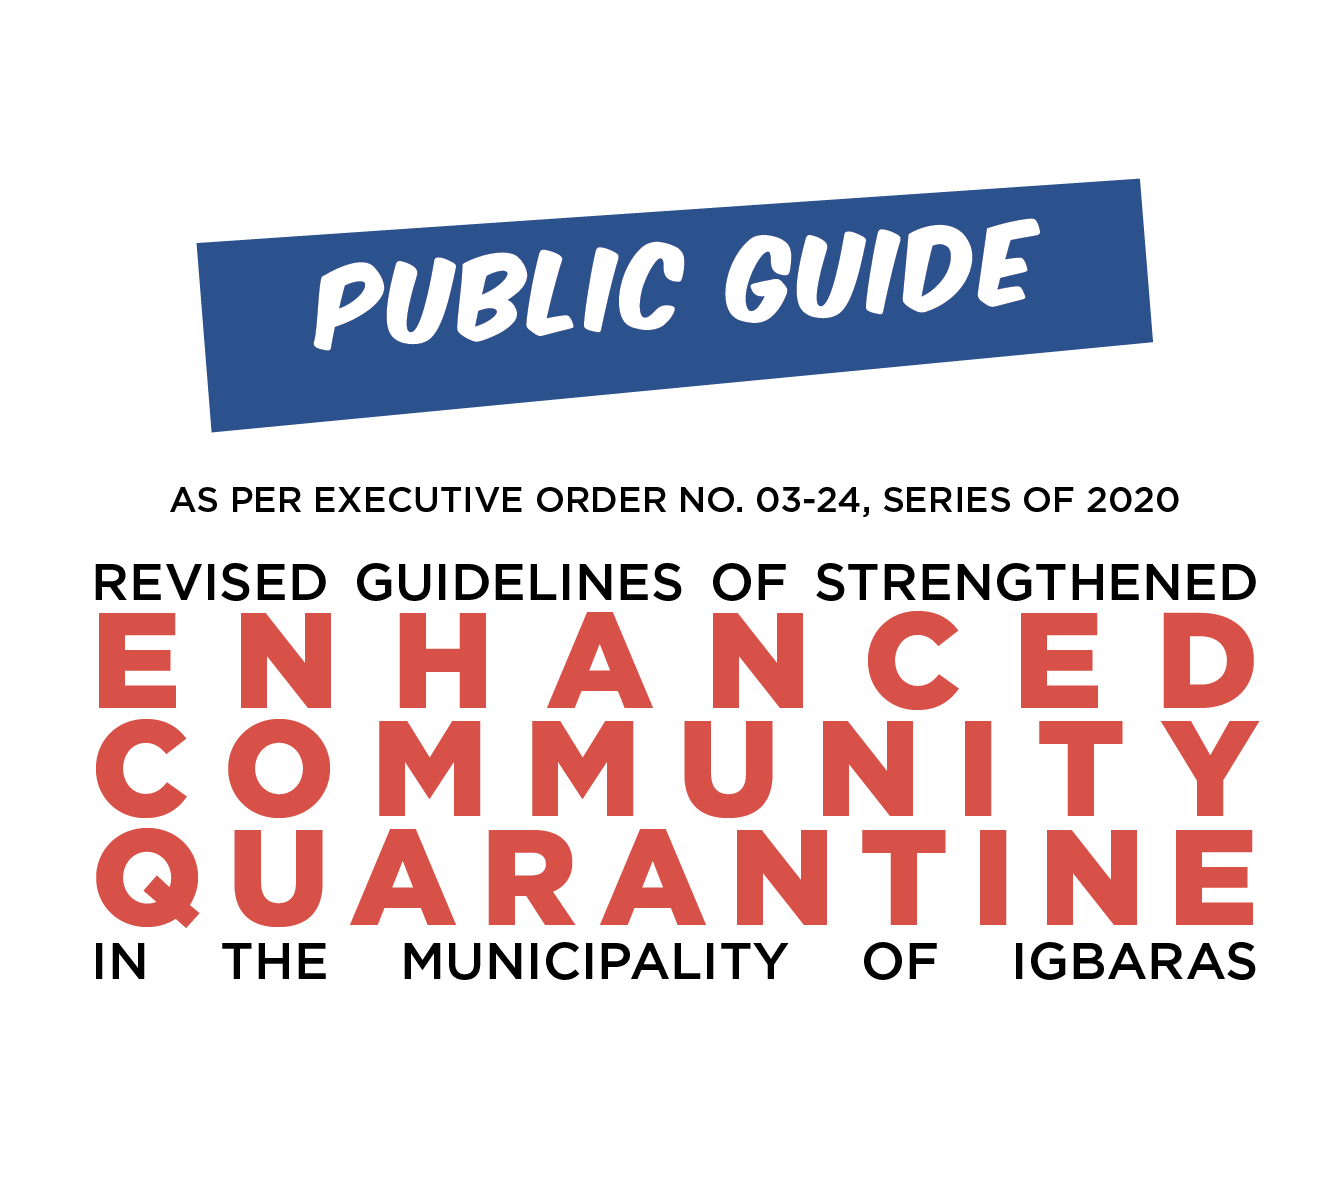 PUBLIC GUIDE
AS PER EXECUTIVE ORDER NO. 03-24, SERIES OF 2020
REVISED GUIDELINES OF STRENGTHENED
ENHANCED
COMMUNITY
QUARANTINE
IN THE MUNICIPALITY OF IGBARAS